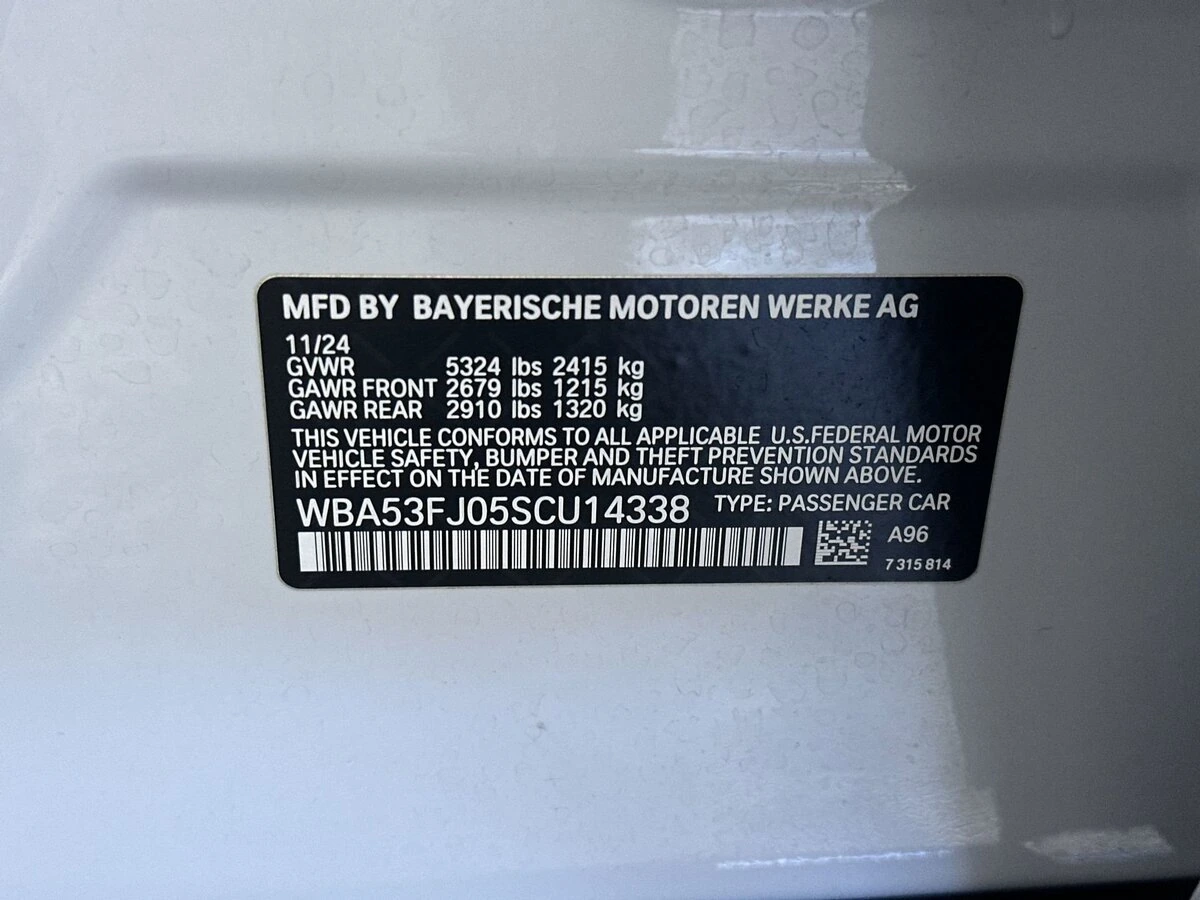 MFD BY BAYERISCHE MOTOREN WERKE AG
11/24
GVWR 5324 lbs 2415 kg
GAWR FRONT 2679 lbs 1215 kg
GAWR REAR 2910 lbs 1320 kg
THIS VEHICLE CONFORMS TO ALL APPLICABLE U.S.FEDERAL MOTOR
VEHICLE SAFETY, BUMPER AND THEFT PREVENTION STANDARDS
IN EFFECT ON THE DATE OF MANUFACTURE SHOWN ABOVE.
WBA53FJ05SCU14338 TYPE: PASSENGER CAR
A96
7 315 814